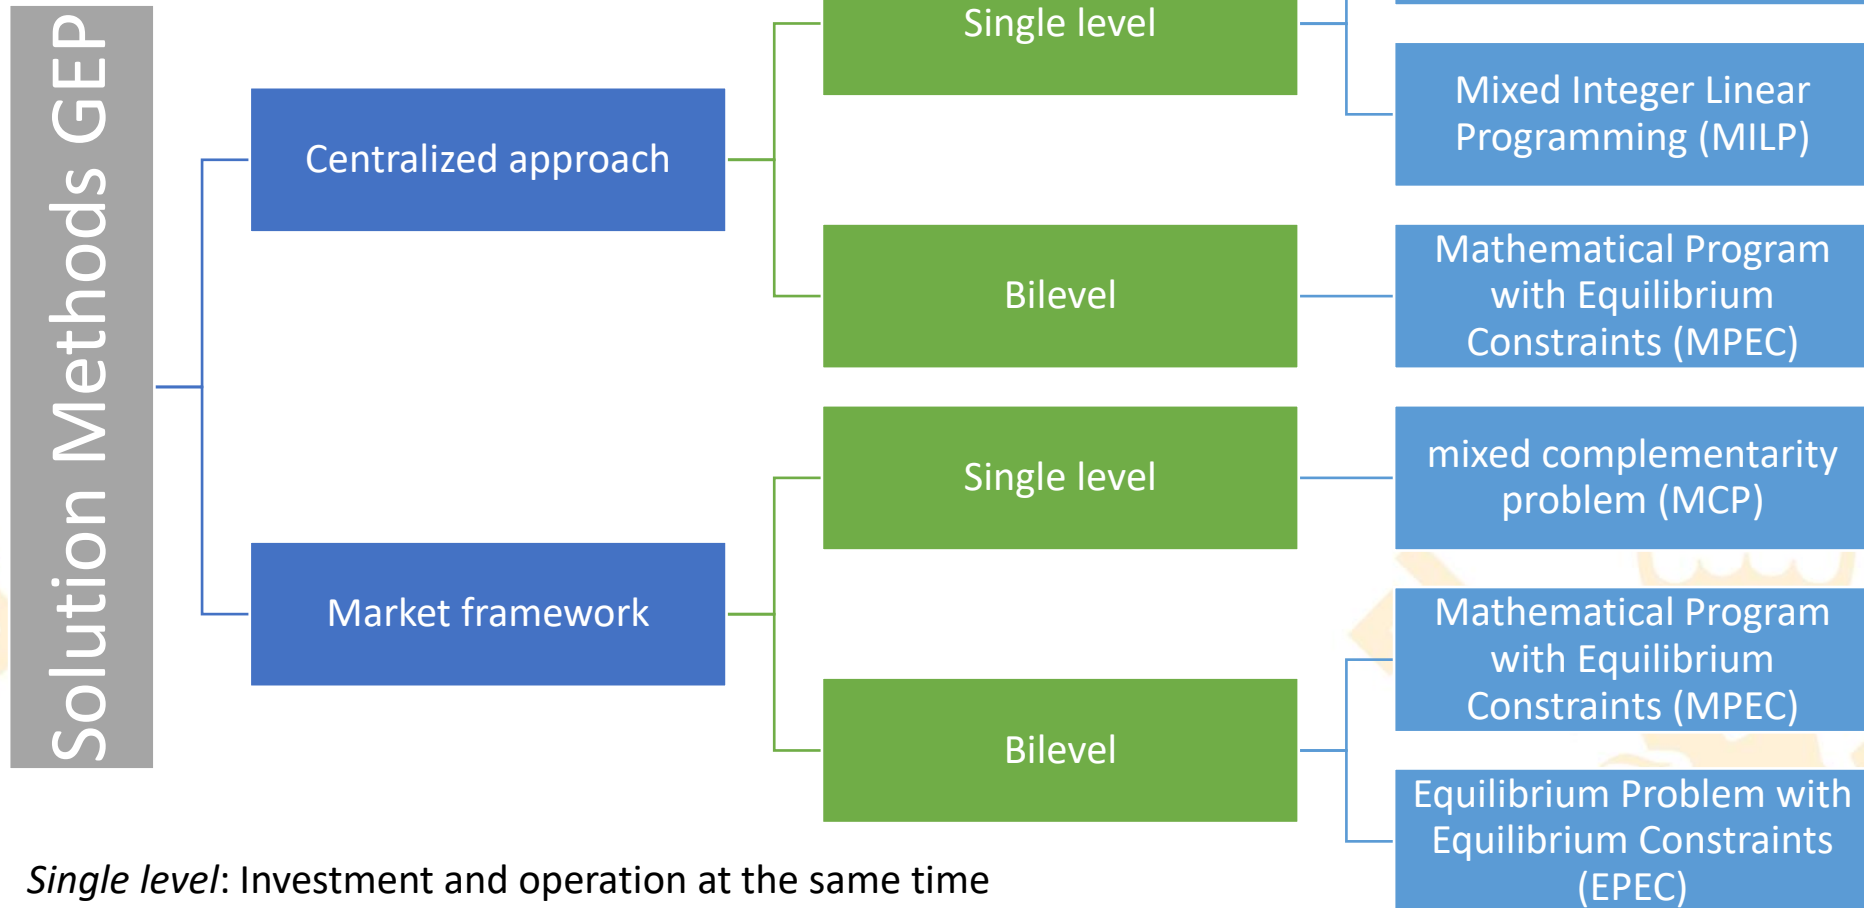 Solution Methods GEP
Centralized approach
Single level
Mixed Integer Linear
Programming (MILP)
Bilevel
Mathematical Program
with Equilibrium
Constraints (MPEC)
Market framework
Single level
mixed complementarity
problem (MCP)
Bilevel
Mathematical Program
with Equilibrium
Constraints (MPEC)
Equilibrium Problem with
Equilibrium Constraints
(EPEC)
Single level: Investment and operation at the same time